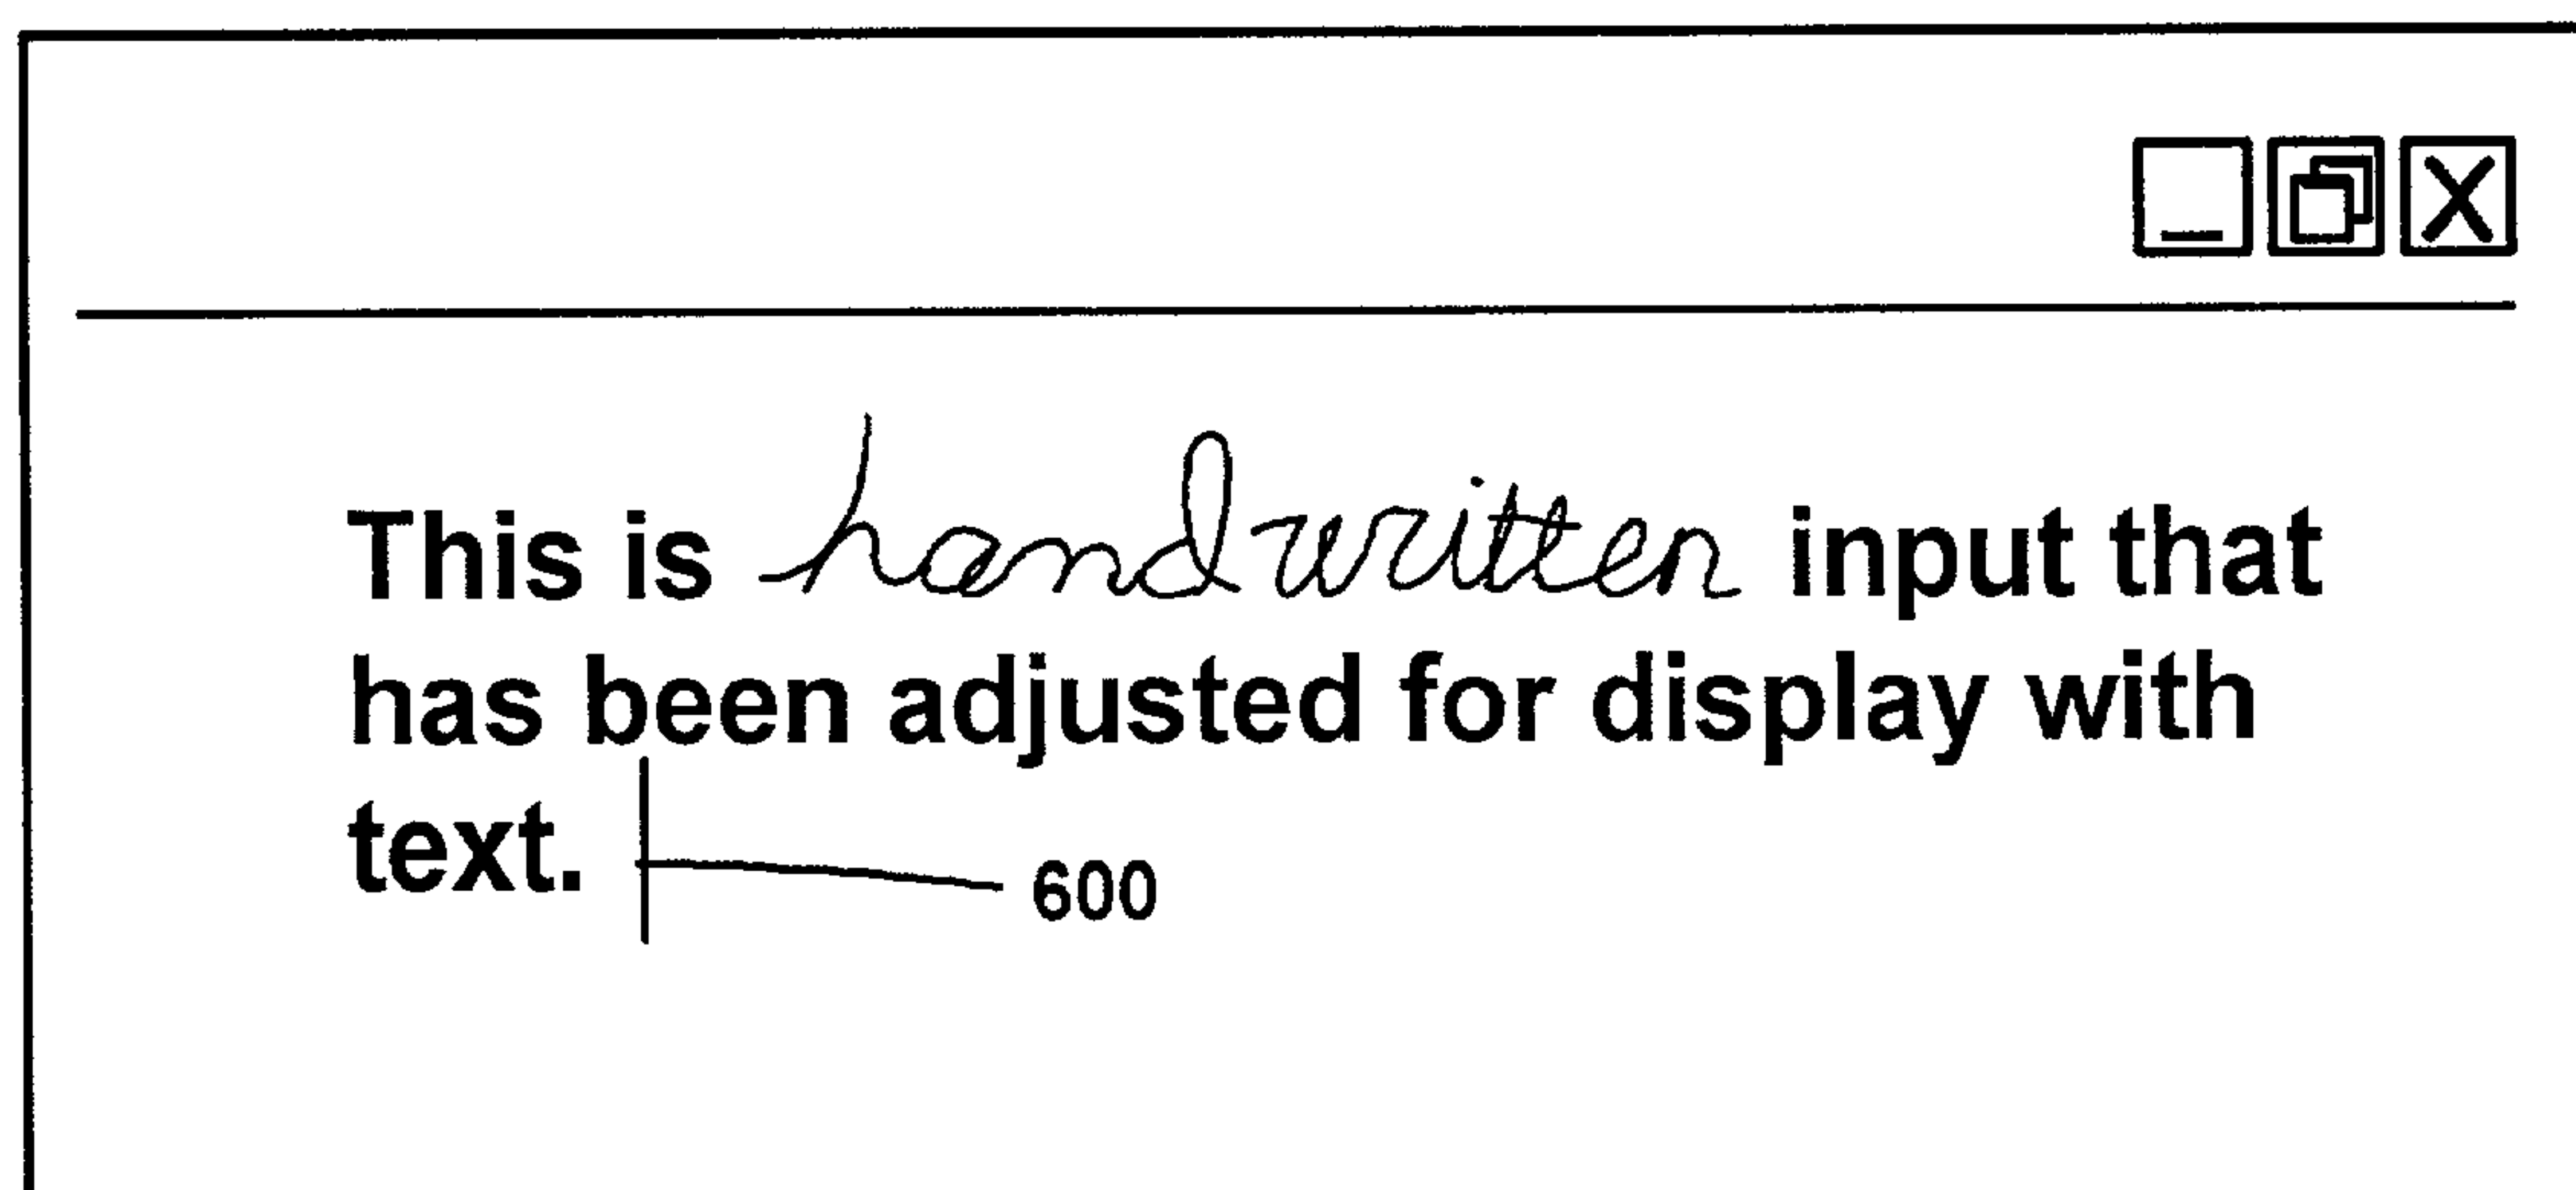 This is handwritten input that
has been adjusted for display with
text.
600